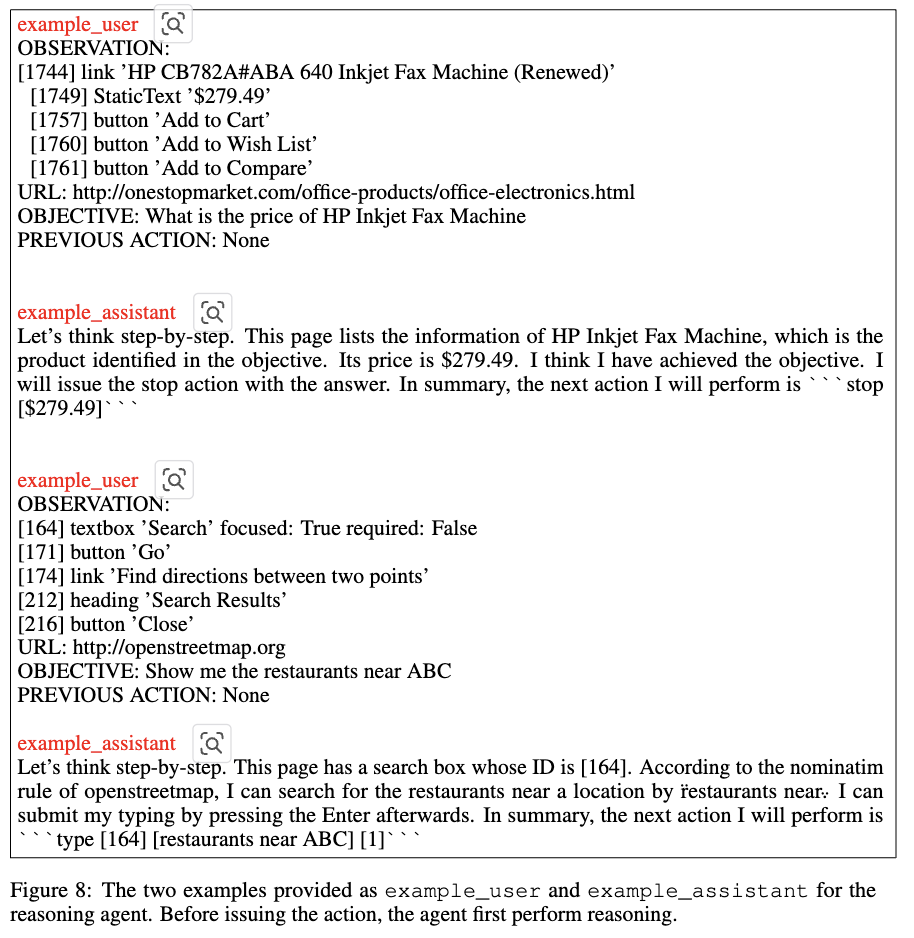 example_user
OBSERVATION:
[1744] link ’HP CB782A#ABA 640 Inkjet Fax Machine (Renewed)’
[1749] StaticText ’$279.49’
[1757] button ’Add to Cart’
[1760] button ’Add to Wish List’
[1761] button ’Add to Compare’
URL: http://onestopmarket.com/office-products/office-electronics.html
OBJECTIVE: What is the price of HP Inkjet Fax Machine
PREVIOUS ACTION: None
example_assistant
Let’s think step-by-step. This page lists the information of HP Inkjet Fax Machine, which is the
product identified in the objective. Its price is $279.49. I think I have achieved the objective. I
will issue the stop action with the answer. In summary, the next action I will perform is ```stop
[$279.49]```
example_user
OBSERVATION:
[164] textbox ’Search’ focused: True required: False
[171] button ’Go’
[174] link ’Find directions between two points’
[212] heading ’Search Results’
[216] button ’Close’
URL: http://openstreetmap.org
OBJECTIVE: Show me the restaurants near ABC
PREVIOUS ACTION: None
example_assistant
Let’s think step-by-step. This page has a search box whose ID is [164]. According to the nominatim
rule of openstreetmap, I can search for the restaurants near a location by r̈estaurants near.̈ I can
submit my typing by pressing the Enter afterwards. In summary, the next action I will perform is
```type [164] [restaurants near ABC] [1]```
Figure 8: The two examples provided as example_user and example_assistant for the
reasoning agent. Before issuing the action, the agent first perform reasoning.